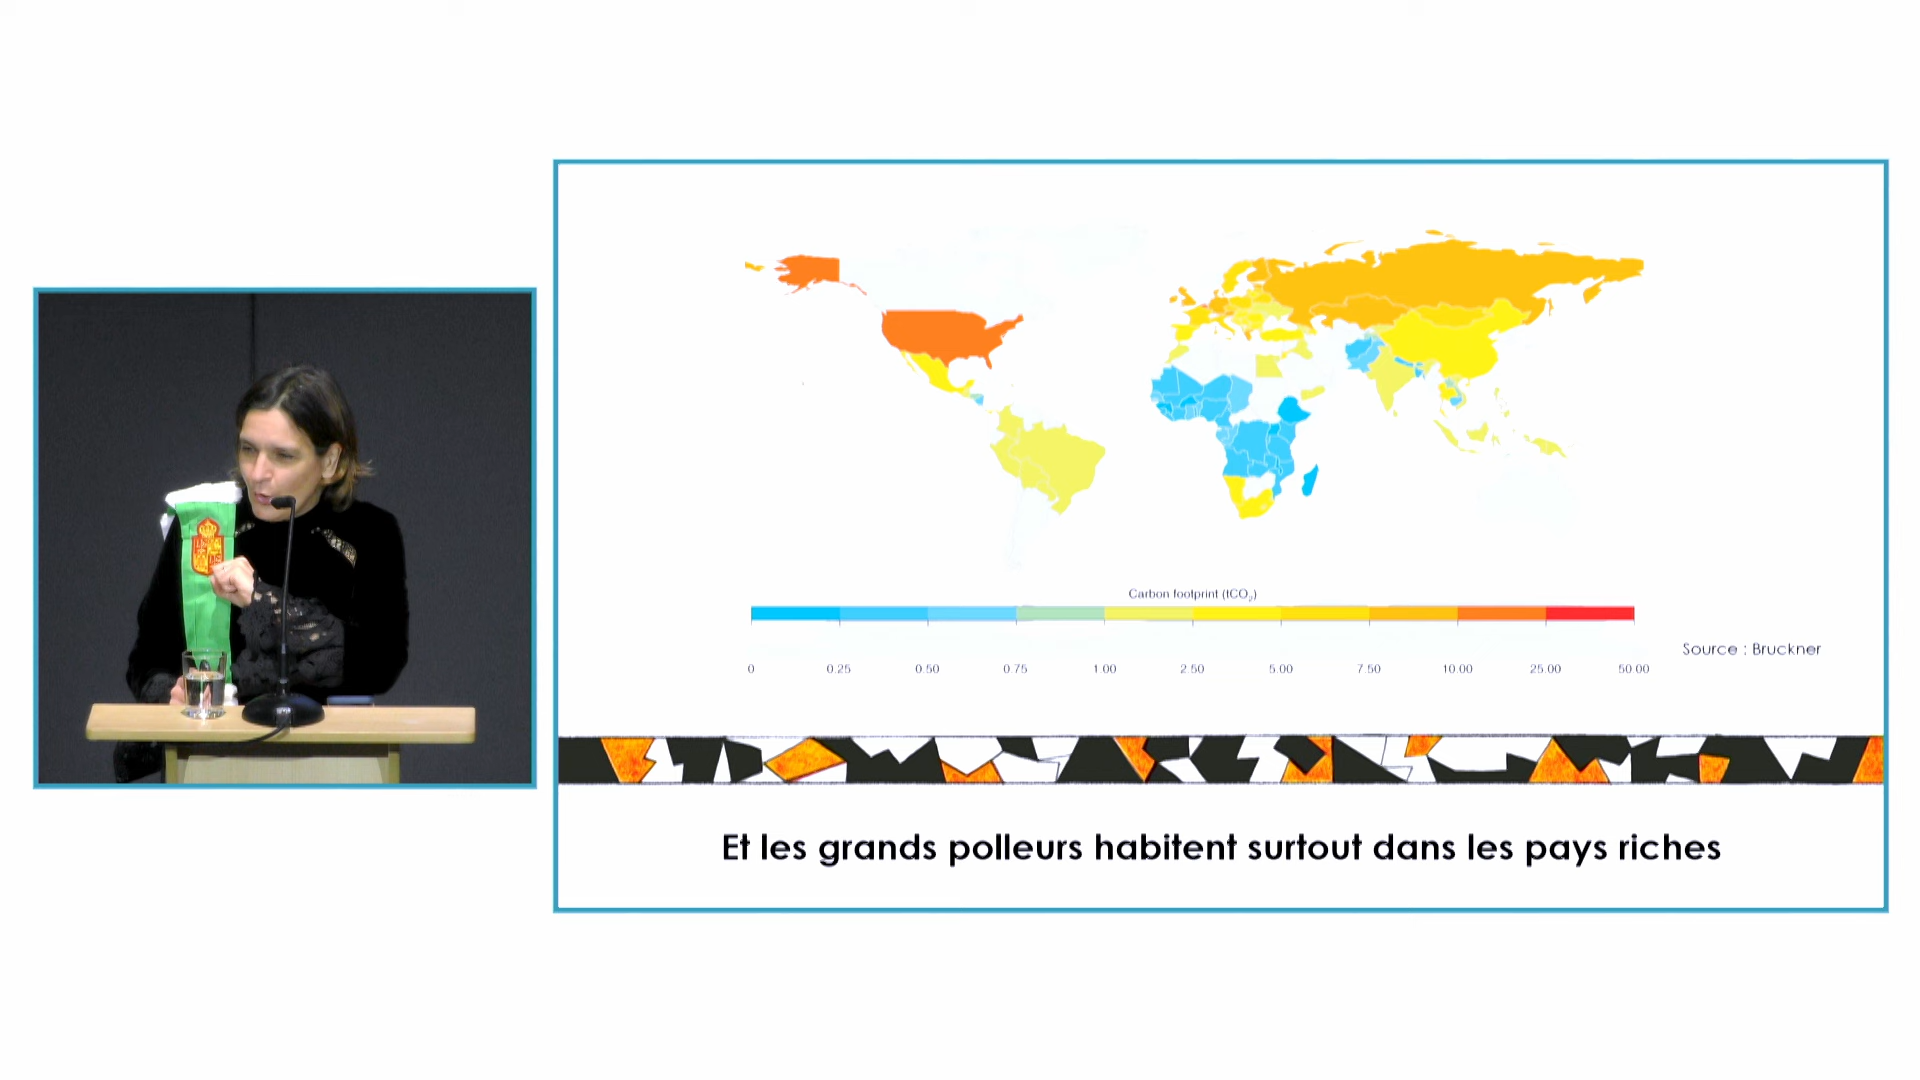 Carbon footprint (tCO2)
0 0.25 0.50 0.75 1.00 2.50 5.00 7.50 10.00 25.00 50.00
Source : Bruckner
Et les grands polleurs habitent surtout dans les pays riches